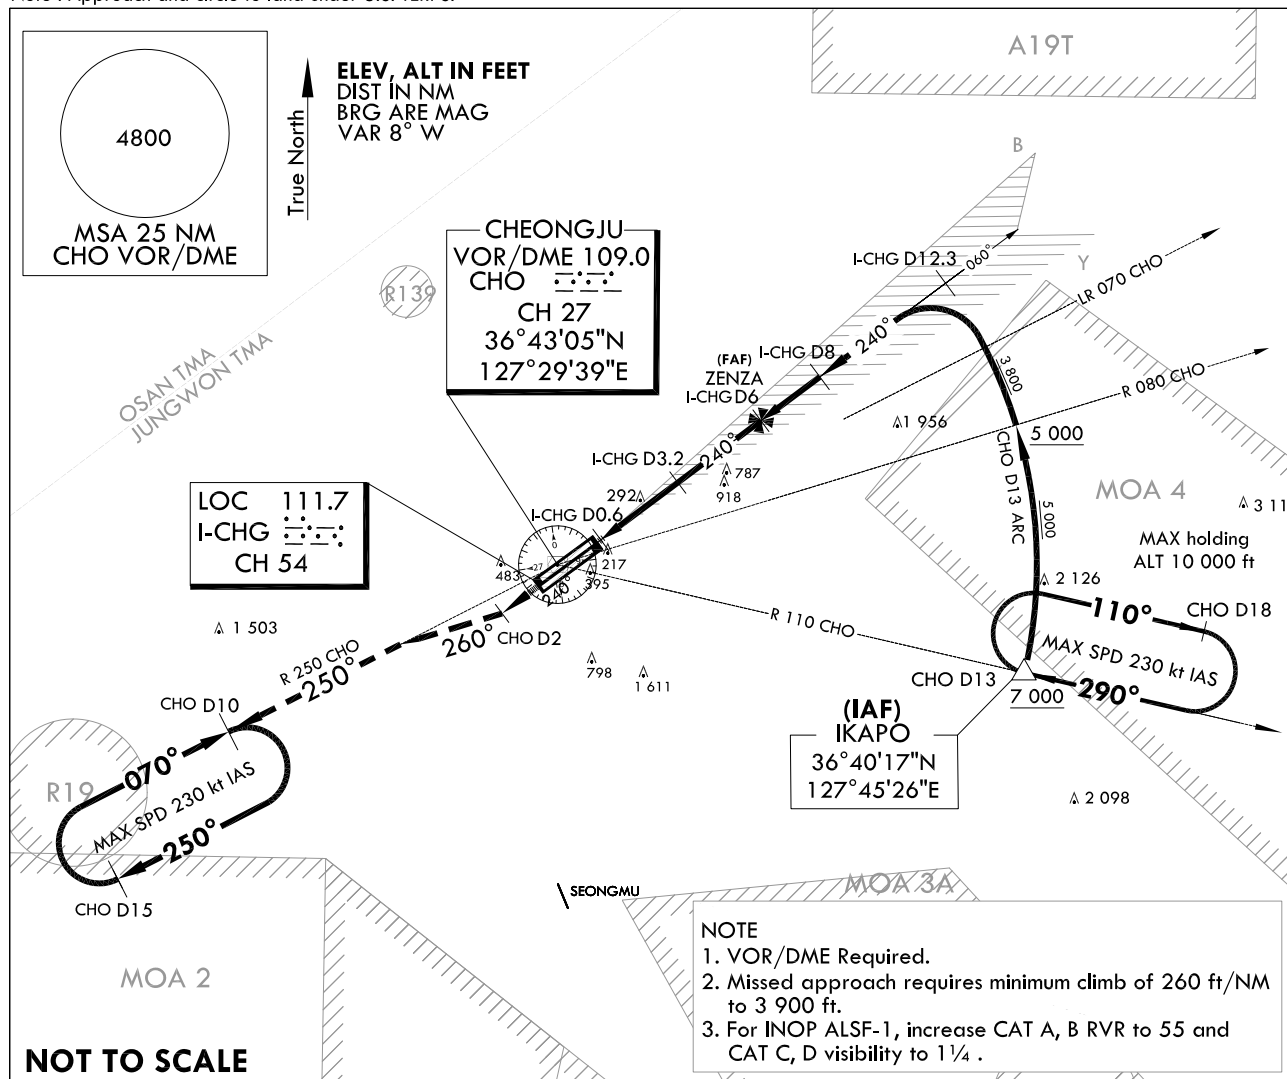 A19T
4800
MSA 25 NM
CHO VOR/DME
True North
ELEV, ALT IN FEET
DIST IN NM
BRG ARE MAG
VAR 8° W
B
CHEONGJU
VOR/DME 109.0
CHO
CH 27
36°43'05"N
127°29'39"E
R139
I-CHG D12.3
060°
Y
LR 070 CHO
OSAN TMA
JUNGWON TMA
240°
I-CHG D8
(FAF)
ZENZA
I-CHG D6
3 800
R 080 CHO
1 956
5 000
240°
I-CHG D3.2
787
918
292
CHO D13 ARC
5 000
MOA 4
3 11
MAX holding
ALT 10 000 ft
LOC 111.7
I-CHG
CH 54
I-CHG D0.6
0
27
483
217
395
240°
2 126
110°
CHO D18
MAX SPD 230 kt IAS
290°
R 110 CHO
CHO D13
7 000
1 503
260°
CHO D2
R 250 CHO
250°
798
1 611
(IAF)
IKAPO
36°40'17"N
127°45'26"E
CHO D10
070°
R19
MAX SPD 230 kt IAS
250°
CHO D15
2 098
SEONGMU
MOA 3A
MOA 2
NOTE
1. VOR/DME Required.
2. Missed approach requires minimum climb of 260 ft/NM
to 3 900 ft.
3. For INOP ALSF-1, increase CAT A, B RVR to 55 and
CAT C, D visibility to 1¼ .
NOT TO SCALE